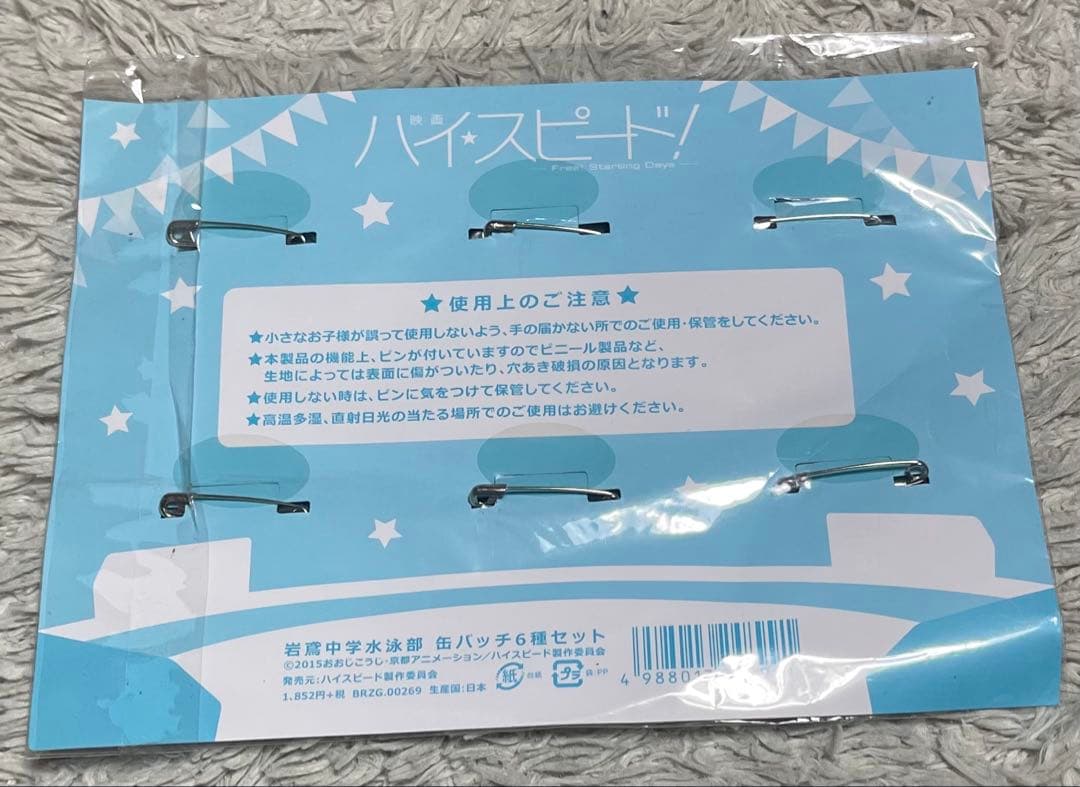 映画
ハイ☆スピード!
Free! Starting Days
★使用上のご注意★
★小さなお子様が誤って使用しないよう、手の届かない所でのご使用・保管をしてください。
★本製品の機能上、ピンが付いていますのでビニール製品など、
生地によっては表面に傷がついたり、穴あき破損の原因となります。
★使用しない時は、ピンに気をつけて保管してください。
★高温多湿、直射日光の当たる場所でのご使用はお避けください。
岩鳶中学水泳部 缶バッチ6種セット
©2015おおじこうじ・京都アニメーション/ハイスピード製作委員会
発売元:ハイスピード製作委員会
1,852円+税 BRZG.00269 生産国:日本
紙 台紙 プラ 袋:PP
4 98801